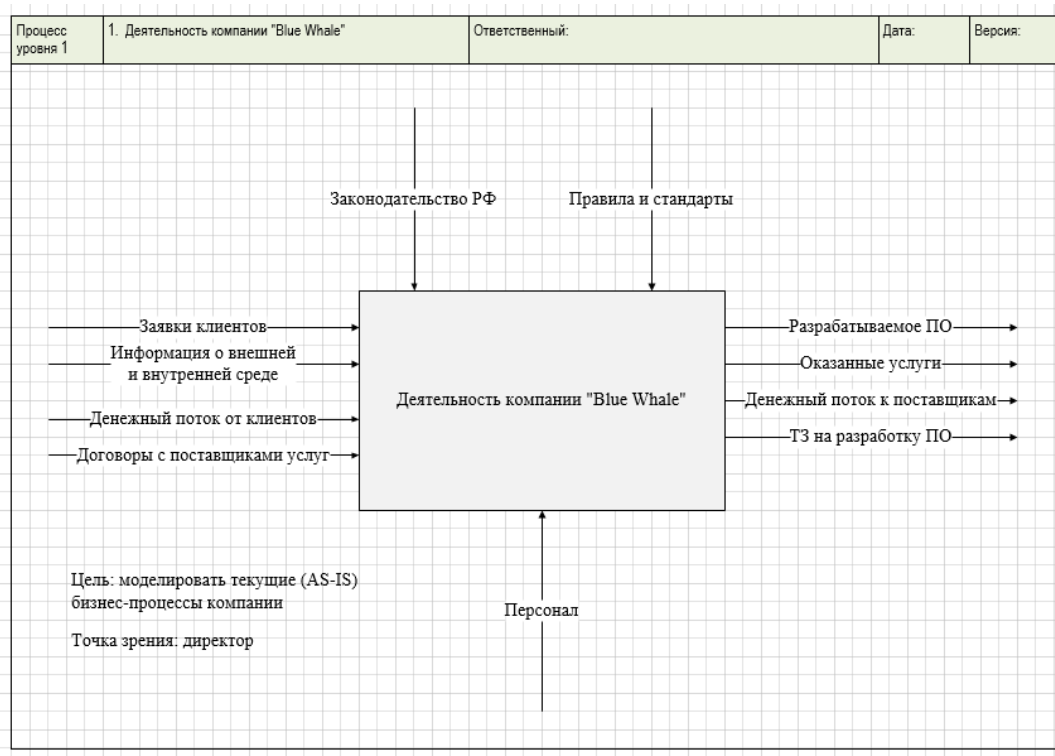 Процесс
уровня 1
1. Деятельность компании "Blue Whale"
Ответственный:
Дата:
Версия:
Законодательство РФ
Правила и стандарты
Заявки клиентов
Информация о внешней
и внутренней среде
Денежный поток от клиентов
Договоры с поставщиками услуг
Деятельность компании "Blue Whale"
Разрабатываемое ПО
Оказанные услуги
Денежный поток к поставщикам
ТЗ на разработку ПО
Персонал
Цель: моделировать текущие (AS-IS)
бизнес-процессы компании
Точка зрения: директор